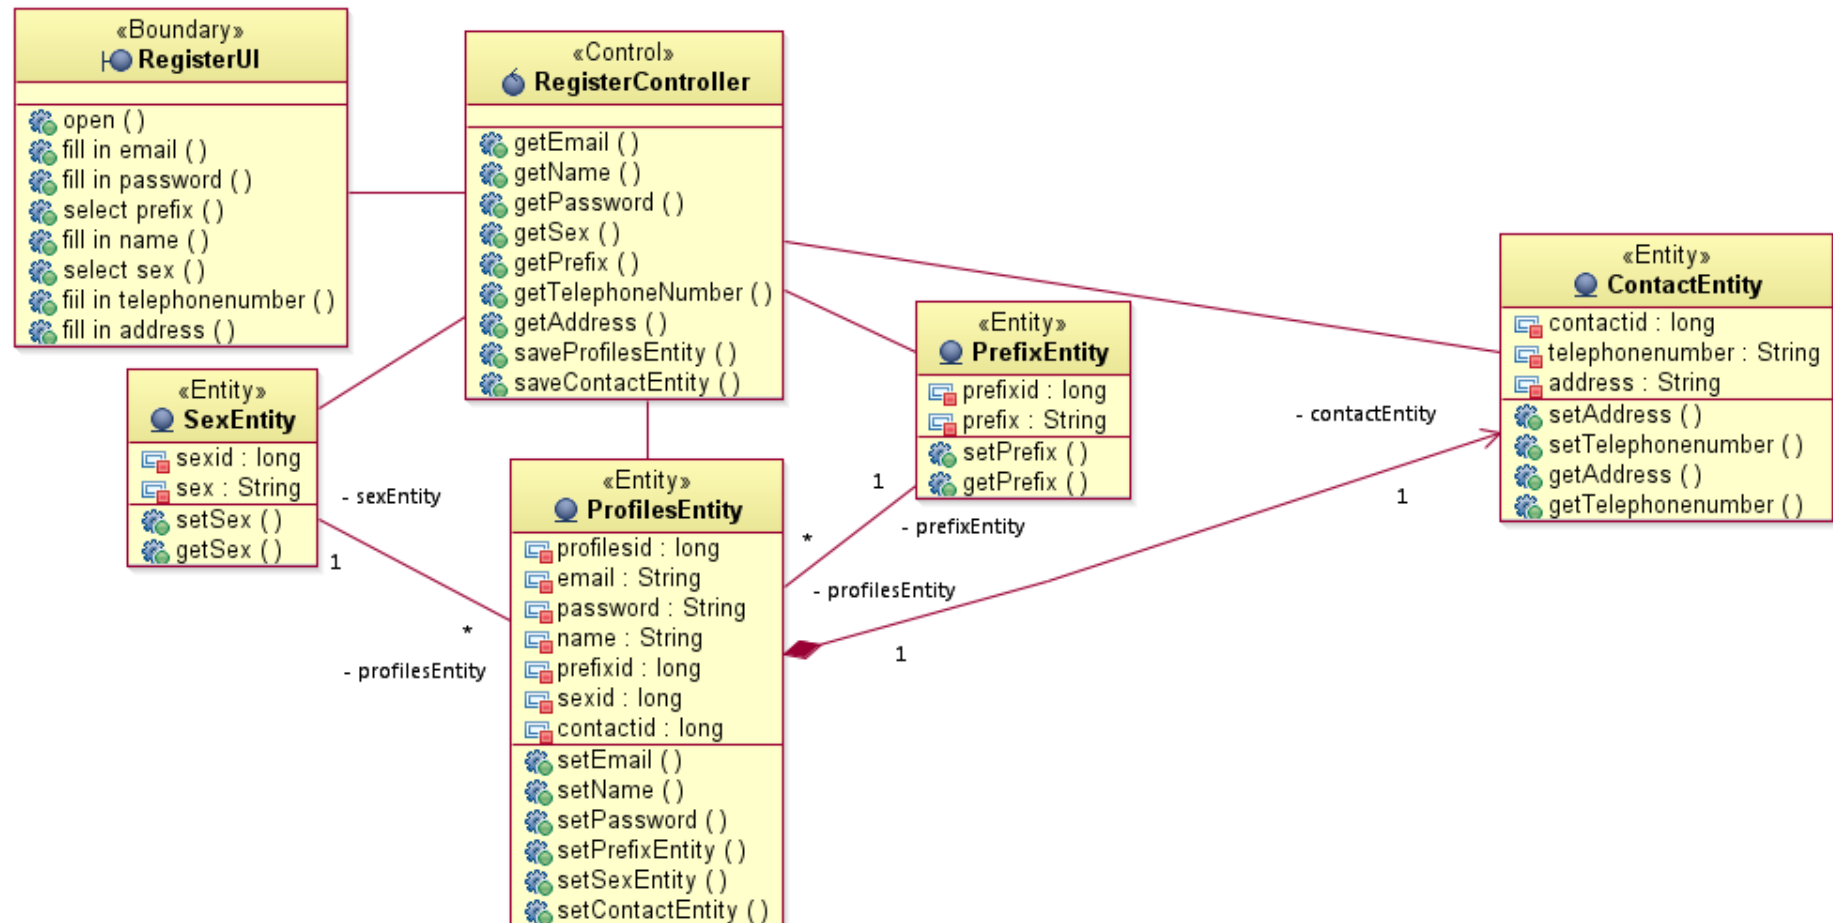 «Boundary»
RegisterUI
open ( )
fill in email ( )
fill in password ( )
select prefix ( )
fill in name ( )
select sex ( )
fiil in telephonenumber ( )
fill in address ( )
«Control»
RegisterController
getEmail ( )
getName ( )
getPassword ( )
getSex ( )
getPrefix ( )
getTelephoneNumber ( )
getAddress ( )
saveProfilesEntity ( )
saveContactEntity ( )
«Entity»
ContactEntity
contactid : long
telephonenumber : String
address : String
setAddress ( )
setTelephonenumber ( )
getAddress ( )
getTelephonenumber ( )
«Entity»
PrefixEntity
prefixid : long
prefix : String
setPrefix ( )
getPrefix ( )
«Entity»
SexEntity
sexid : long
sex : String
setSex ( )
getSex ( )
- sexEntity
1
*
- profilesEntity
«Entity»
ProfilesEntity
profilesid : long
email : String
password : String
name : String
prefixid : long
sexid : long
contactid : long
setEmail ( )
setName ( )
setPassword ( )
setPrefixEntity ( )
setSexEntity ( )
setContactEntity ( )
1
- prefixEntity
*
- profilesEntity
1
- contactEntity
1